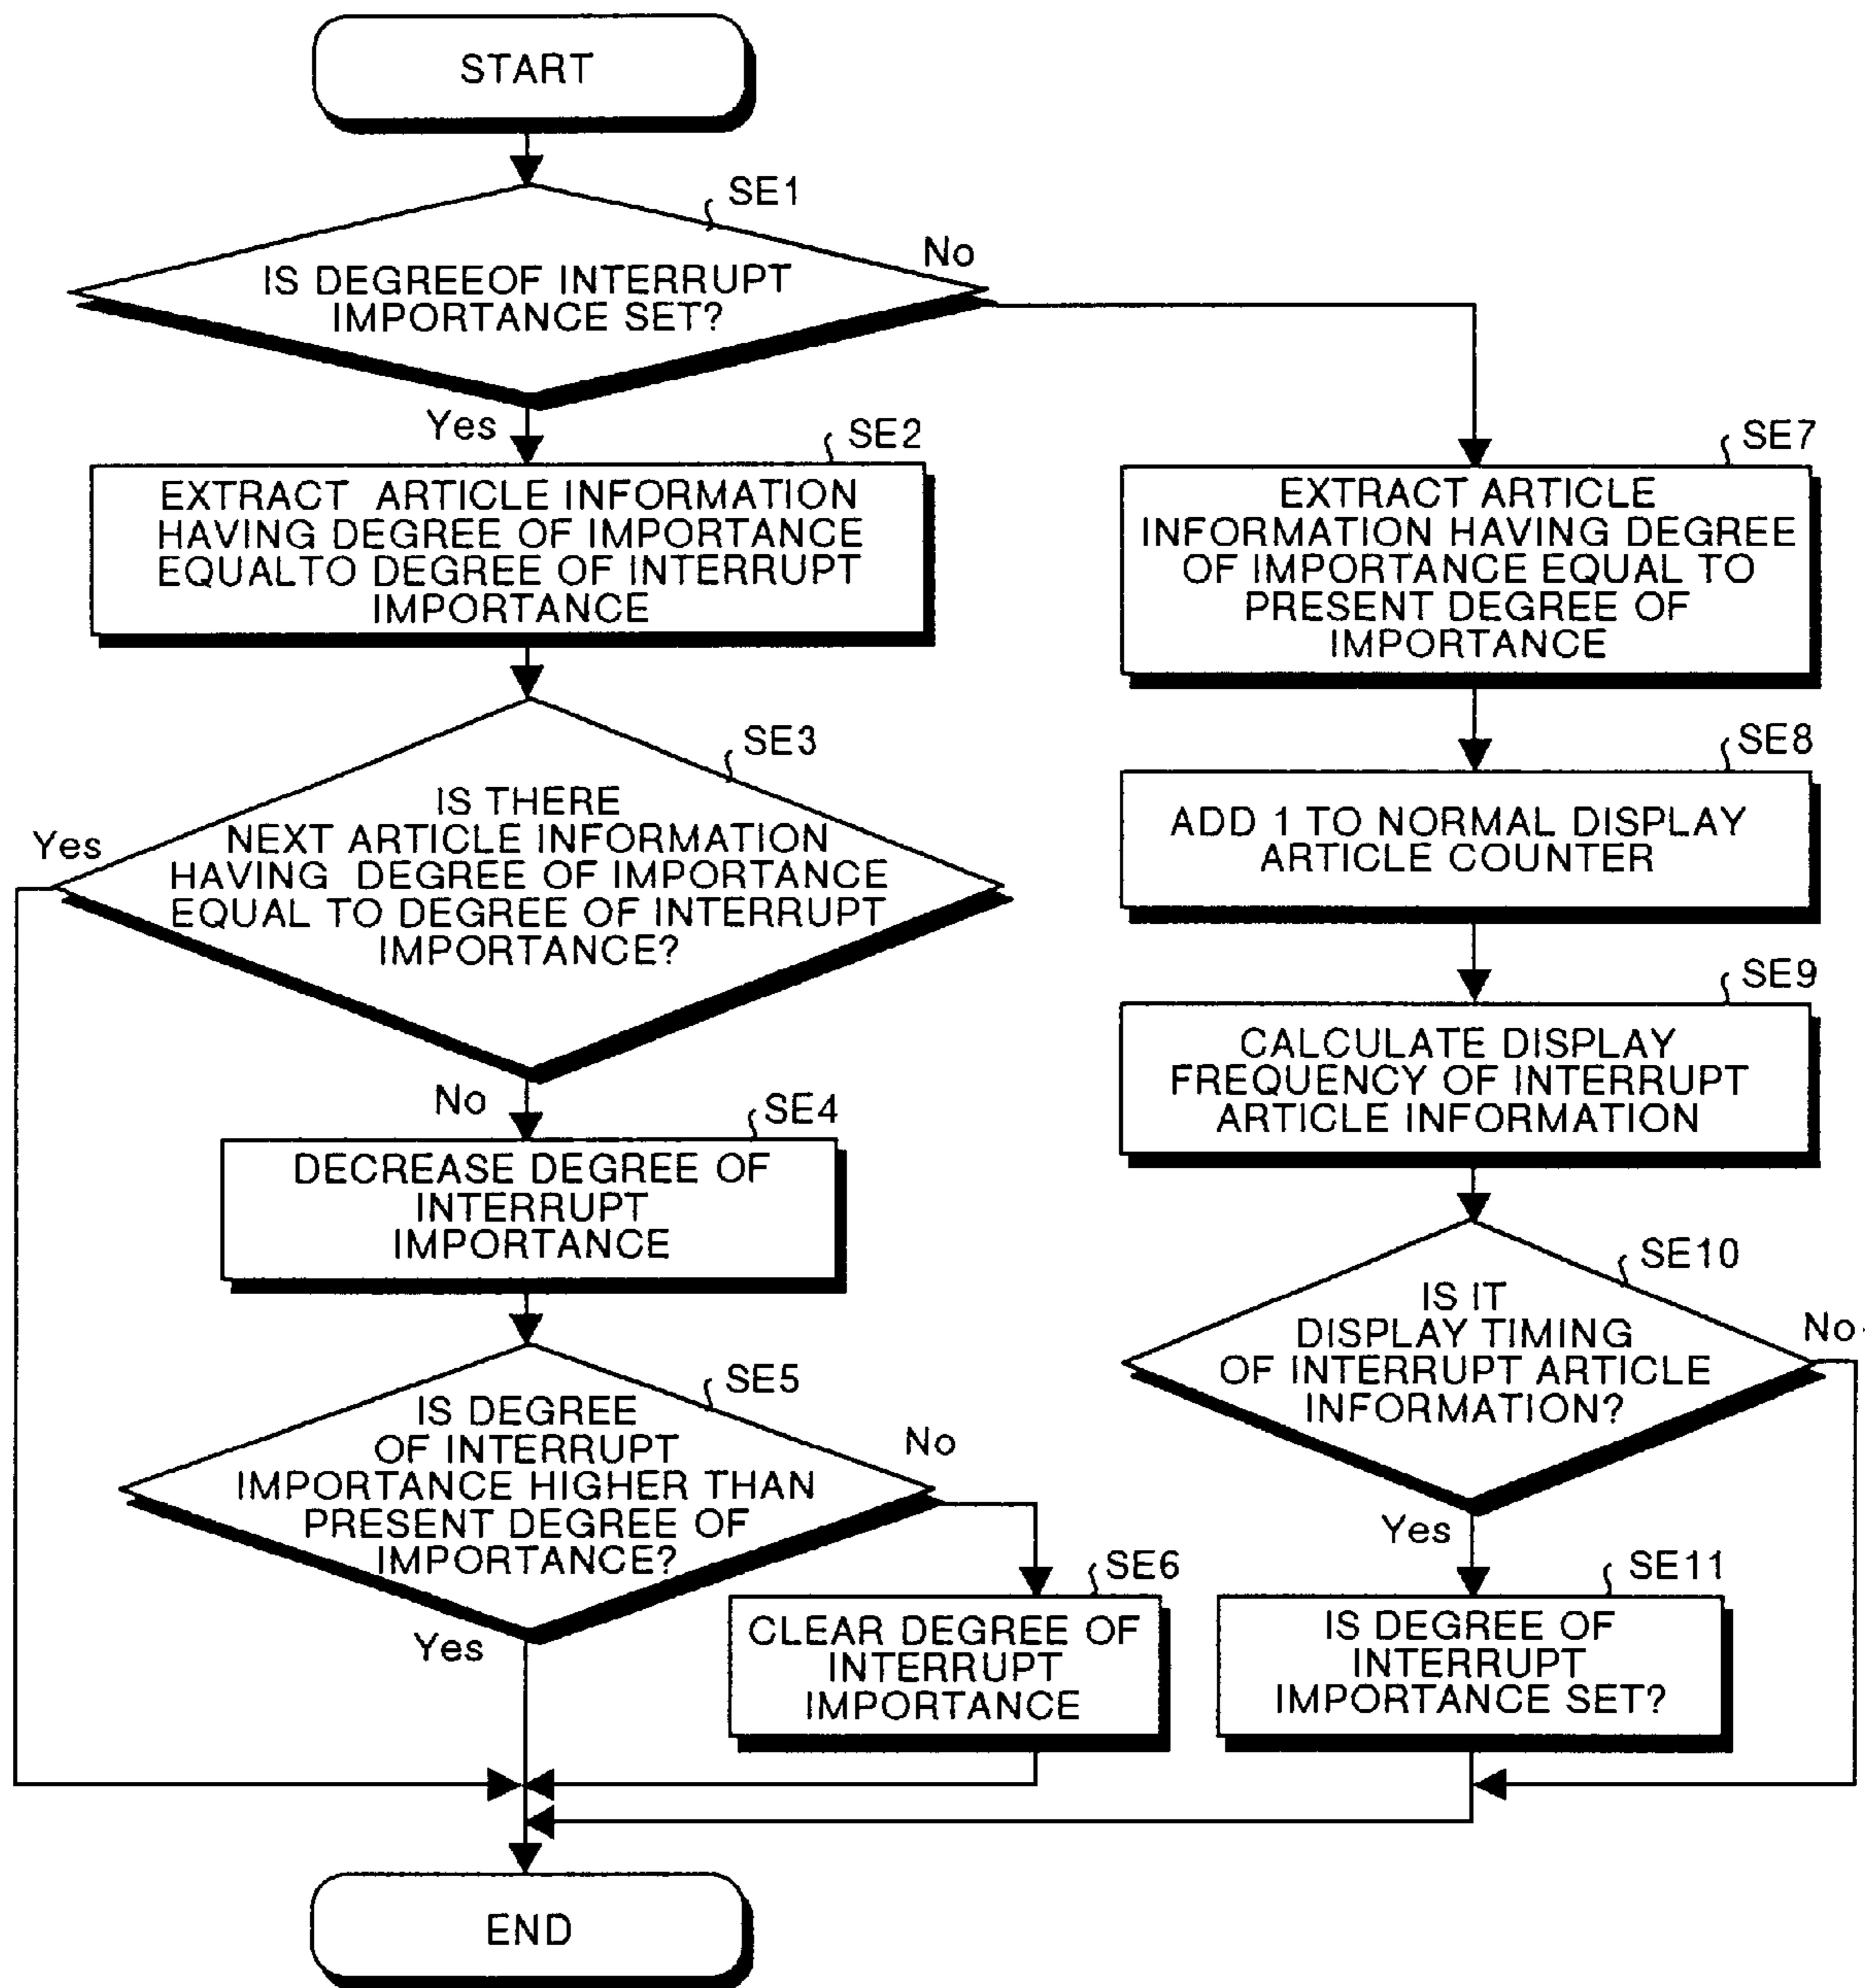 START
SE1
No
IS DEGREEOF INTERRUPT
IMPORTANCE SET?
Yes
SE2
EXTRACT ARTICLE INFORMATION
HAVING DEGREE OF IMPORTANCE
EQUALTO DEGREE OF INTERRUPT
IMPORTANCE
SE3
IS THERE
NEXT ARTICLE INFORMATION
HAVING DEGREE OF IMPORTANCE
EQUAL TO DEGREE OF INTERRUPT
IMPORTANCE?
Yes
No
SE4
DECREASE DEGREE OF
INTERRUPT
IMPORTANCE
SE5
IS DEGREE
OF INTERRUPT
IMPORTANCE HIGHER THAN
PRESENT DEGREE OF
IMPORTANCE?
No
Yes
SE6
CLEAR DEGREE OF
INTERRUPT
IMPORTANCE
SE7
EXTRACT ARTICLE
INFORMATION HAVING DEGREE
OF IMPORTANCE EQUAL TO
PRESENT DEGREE OF
IMPORTANCE
SE8
ADD 1 TO NORMAL DISPLAY
ARTICLE COUNTER
SE9
CALCULATE DISPLAY
FREQUENCY OF INTERRUPT
ARTICLE INFORMATION
SE10
IS IT
DISPLAY TIMING
OF INTERRUPT ARTICLE
INFORMATION?
No
Yes
SE11
IS DEGREE OF
INTERRUPT
IMPORTANCE SET?
END